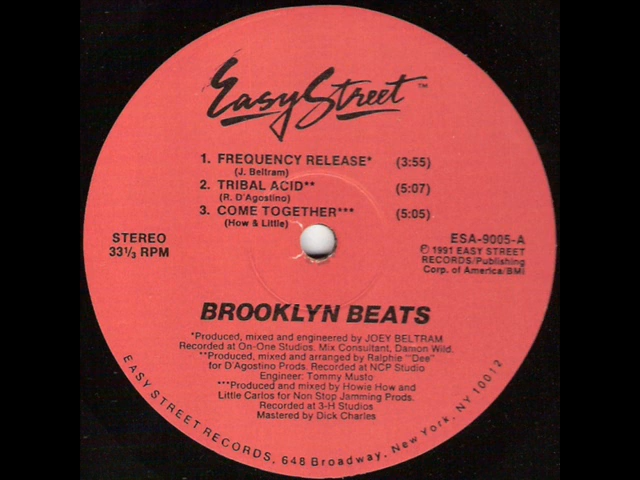 Easy Street™
1. FREQUENCY RELEASE* (3:55)
(J. Beltram)
2. TRIBAL ACID** (5:07)
(R. D'Agostino)
3. COME TOGETHER*** (5:05)
(How & Little)
STEREO
33⅓ RPM
ESA-9005-A
℗ 1991 EASY STREET
RECORDS/Publishing
Corp. of America/BMI
BROOKLYN BEATS
*Produced, mixed and engineered by JOEY BELTRAM.
Recorded at On-One Studios. Mix Consultant, Damon Wild.
**Produced, mixed and arranged by Ralphie "Dee"
for D'Agostino Prods. Recorded at NCP Studio
Engineer: Tommy Musto
***Produced and mixed by Howie How and
Little Carlos for Non Stop Jamming Prods.
Recorded at 3-H Studios
Mastered by Dick Charles
EASY STREET RECORDS, 648 Broadway, New York, NY 10012